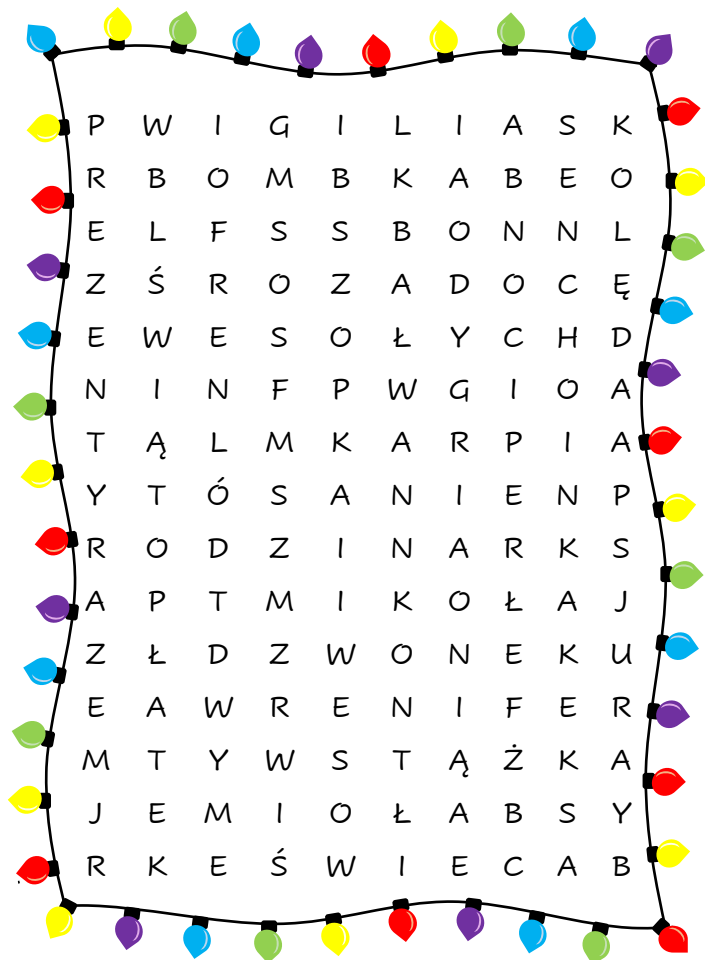 P W I G I L I A S K
R B O M B K A B E O
E L F S S B O N N L
Z Ś R O Z A D O C Ę
E W E S O Ł Y C H D
N I N F P W G I O A
T Ą L M K A R P I A
Y T Ó S A N I E N P
R O D Z I N A R K S
A P T M I K O Ł A J
Z Ł D Z W O N E K U
E A W R E N I F E R
M T Y W S T Ą Ż K A
J E M I O Ł A B S Y
R K E Ś W I E C A B